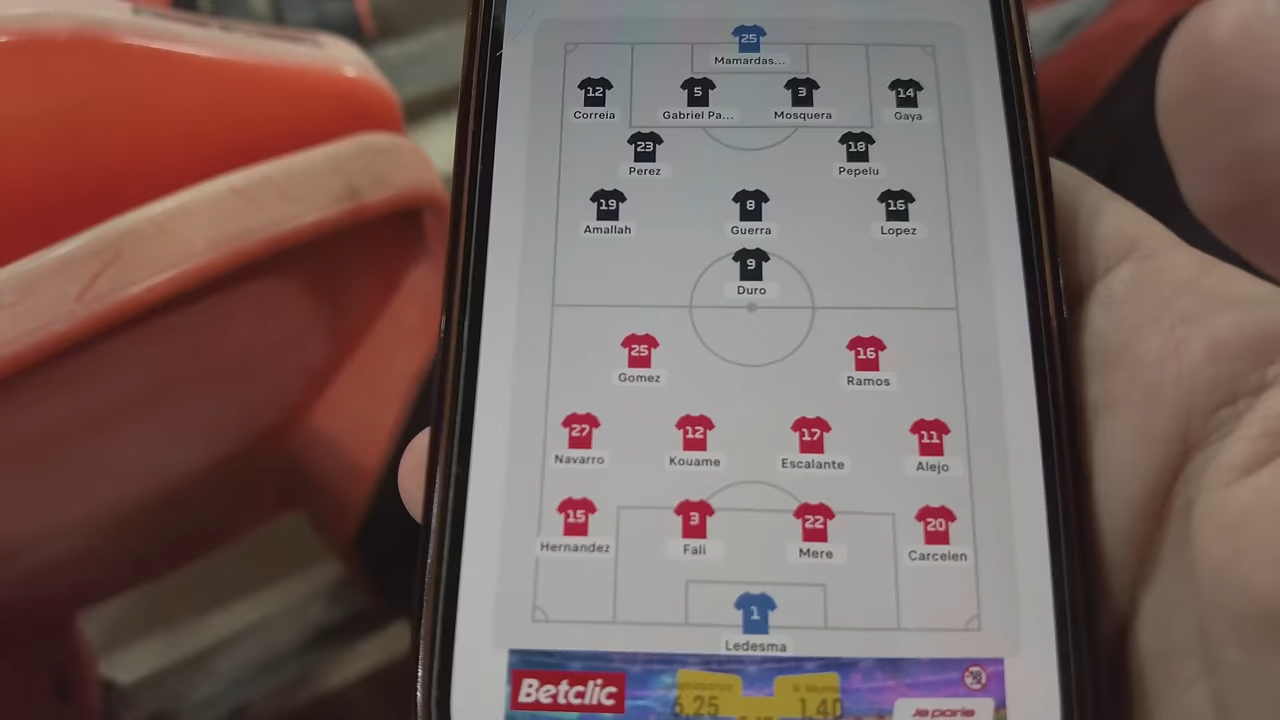 25
Mamardas...
12 5 3 14
Correia Gabriel Pa... Mosquera Gaya
23 18
Perez Pepelu
19 8 16
Amallah Guerra Lopez
9
Duro
25 16
Gomez Ramos
27 12 17 11
Navarro Kouame Escalante Alejo
15 3 22 20
Hernandez Fali Mere Carcelen
1
Ledesma
Betclic
6,25 1,40
Je parie